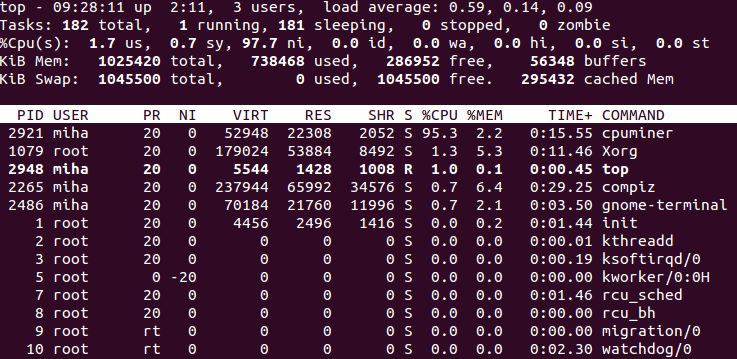 top - 09:28:11 up  2:11,  3 users,  load average: 0.59, 0.14, 0.09
Tasks: 182 total,   1 running, 181 sleeping,   0 stopped,   0 zombie
%Cpu(s):  1.7 us,  0.7 sy, 97.7 ni,  0.0 id,  0.0 wa,  0.0 hi,  0.0 si,  0.0 st
KiB Mem:   1025420 total,   738468 used,   286952 free,    56348 buffers
KiB Swap:  1045500 total,        0 used,  1045500 free.   295432 cached Mem
PID USER      PR  NI    VIRT    RES    SHR S %CPU %MEM     TIME+ COMMAND
2921 miha      20   0   52948  22308   2052 S 95.3  2.2   0:15.55 cpuminer
1079 root      20   0  179024  53884   8492 S  1.3  5.3   0:11.46 Xorg
2948 miha      20   0    5544   1428   1008 R  1.0  0.1   0:00.45 top
2265 miha      20   0  237944  65992  34576 S  0.7  6.4   0:29.25 compiz
2486 miha      20   0   70184  21760  11996 S  0.7  2.1   0:03.50 gnome-terminal
1 root      20   0    4456   2496   1416 S  0.0  0.2   0:01.44 init
2 root      20   0       0      0      0 S  0.0  0.0   0:00.01 kthreadd
3 root      20   0       0      0      0 S  0.0  0.0   0:00.19 ksoftirqd/0
5 root       0 -20       0      0      0 S  0.0  0.0   0:00.00 kworker/0:0H
7 root      20   0       0      0      0 S  0.0  0.0   0:01.46 rcu_sched
8 root      20   0       0      0      0 S  0.0  0.0   0:00.00 rcu_bh
9 root      rt   0       0      0      0 S  0.0  0.0   0:00.00 migration/0
10 root      rt   0       0      0      0 S  0.0  0.0   0:02.30 watchdog/0